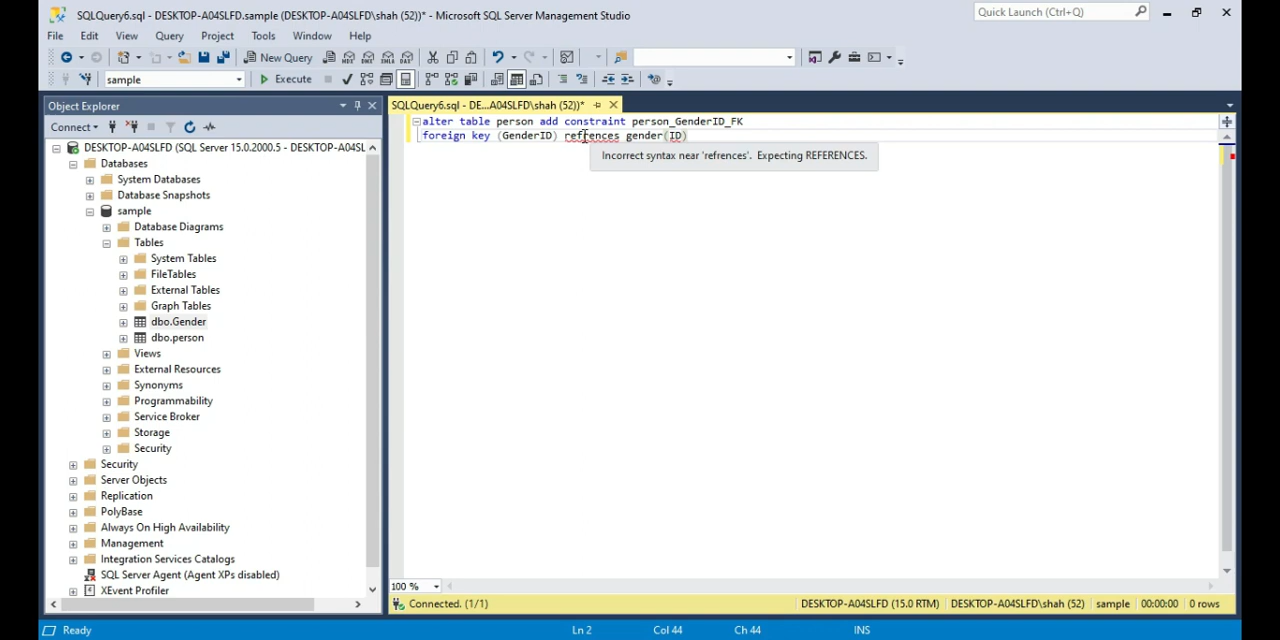 SQLQuery6.sql - DESKTOP-A04SLFD.sample (DESKTOP-A04SLFD\shah (52))* - Microsoft SQL Server Management Studio
Quick Launch (Ctrl+Q)
File Edit View Query Project Tools Window Help
New Query
MDX DMX XMLA DAX
sample
Execute
Object Explorer
SQLQuery6.sql - DE...A04SLFD\shah (52))*
Connect
DESKTOP-A04SLFD (SQL Server 15.0.2000.5 - DESKTOP-A04SL
Databases
System Databases
Database Snapshots
sample
Database Diagrams
Tables
System Tables
FileTables
External Tables
Graph Tables
dbo.Gender
dbo.person
Views
External Resources
Synonyms
Programmability
Service Broker
Storage
Security
Security
Server Objects
Replication
PolyBase
Always On High Availability
Management
Integration Services Catalogs
SQL Server Agent (Agent XPs disabled)
XEvent Profiler
alter table person add constraint person_GenderID_FK
foreign key (GenderID) refrences gender(ID)
Incorrect syntax near 'refrences'. Expecting REFERENCES.
100 %
Connected. (1/1)
DESKTOP-A04SLFD (15.0 RTM) DESKTOP-A04SLFD\shah (52) sample 00:00:00 0 rows
Ready
Ln 2 Col 44 Ch 44 INS